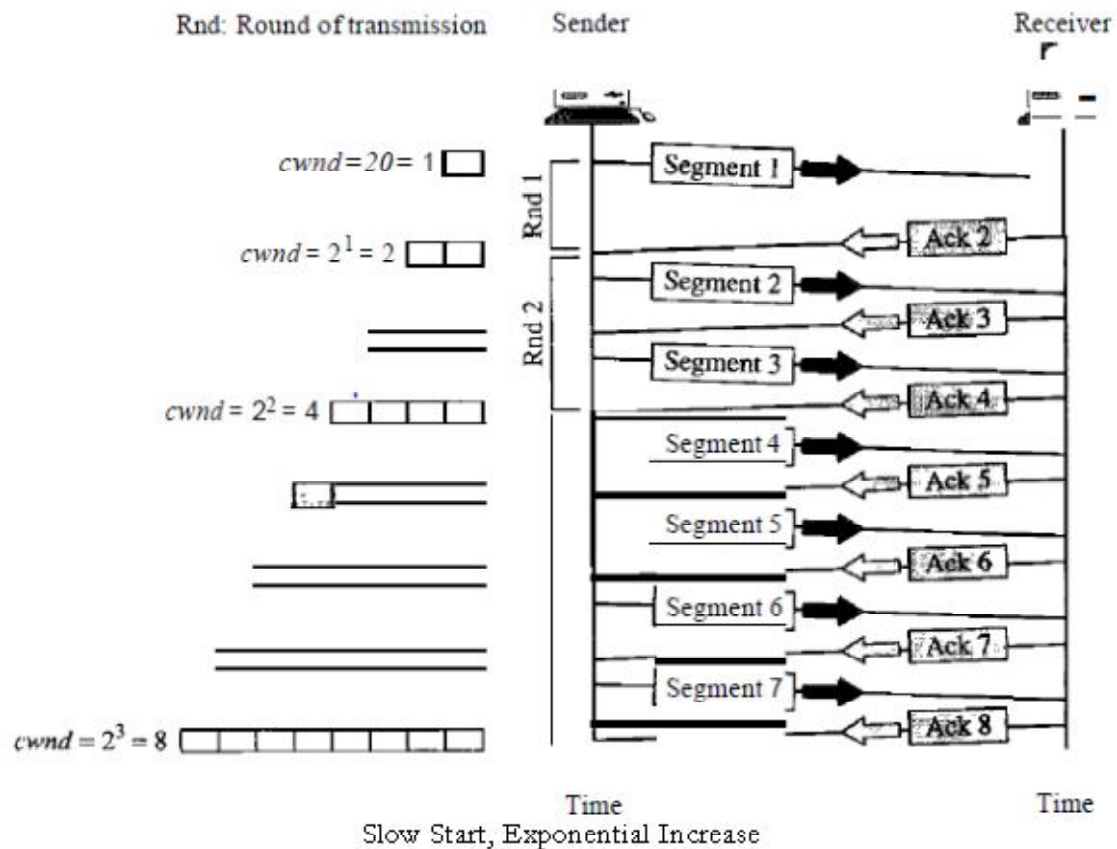 Rnd: Round of transmission
Sender
Receiver
cwnd = 20 = 1
Rnd 1
Segment 1
Ack 2
cwnd = 2^1 = 2
Rnd 2
Segment 2
Ack 3
Segment 3
Ack 4
cwnd = 2² = 4
Segment 4
Ack 5
Segment 5
Ack 6
Segment 6
Ack 7
Segment 7
Ack 8
cwnd = 2³ = 8
Time
Time
Slow Start, Exponential Increase